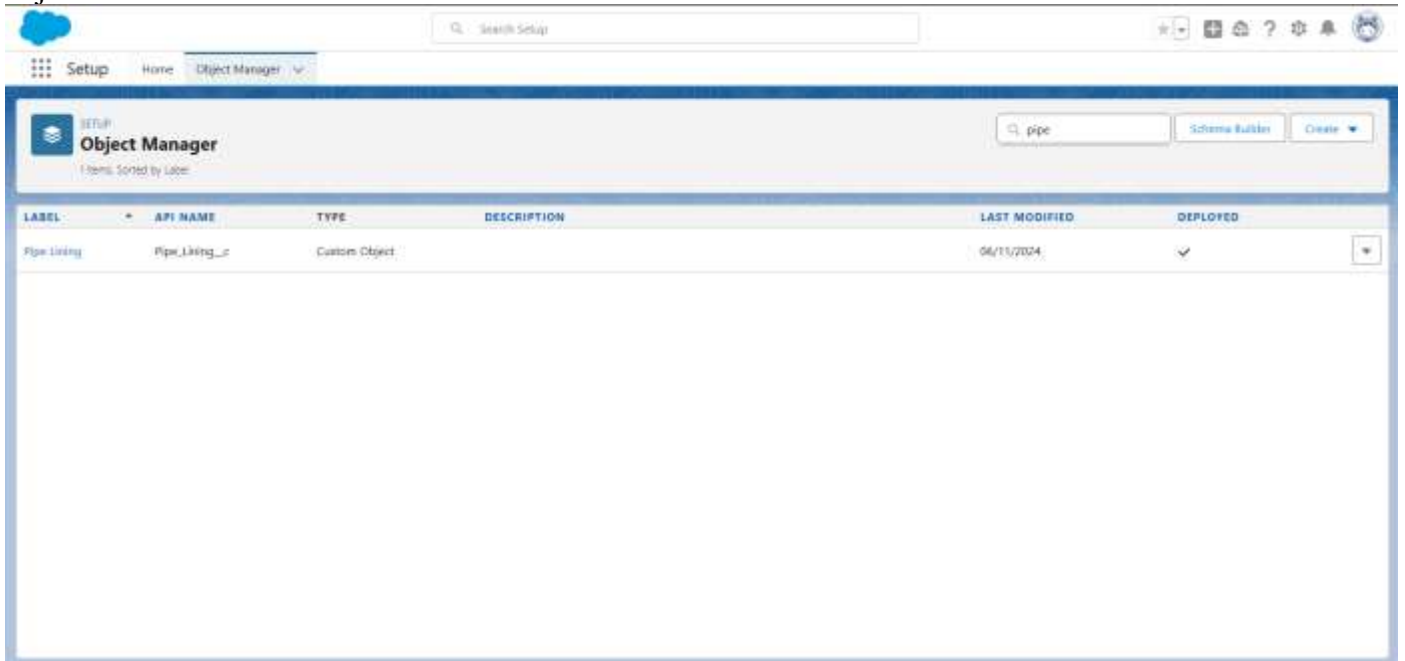 Search Setup
Setup Home Object Manager
SETUP
Object Manager
1 Items, Sorted by Label
pipe
Schema Builder
Create
LABEL API NAME TYPE DESCRIPTION LAST MODIFIED DEPLOYED
Pipe Lining Pipe_Lining__c Custom Object 06/11/2024